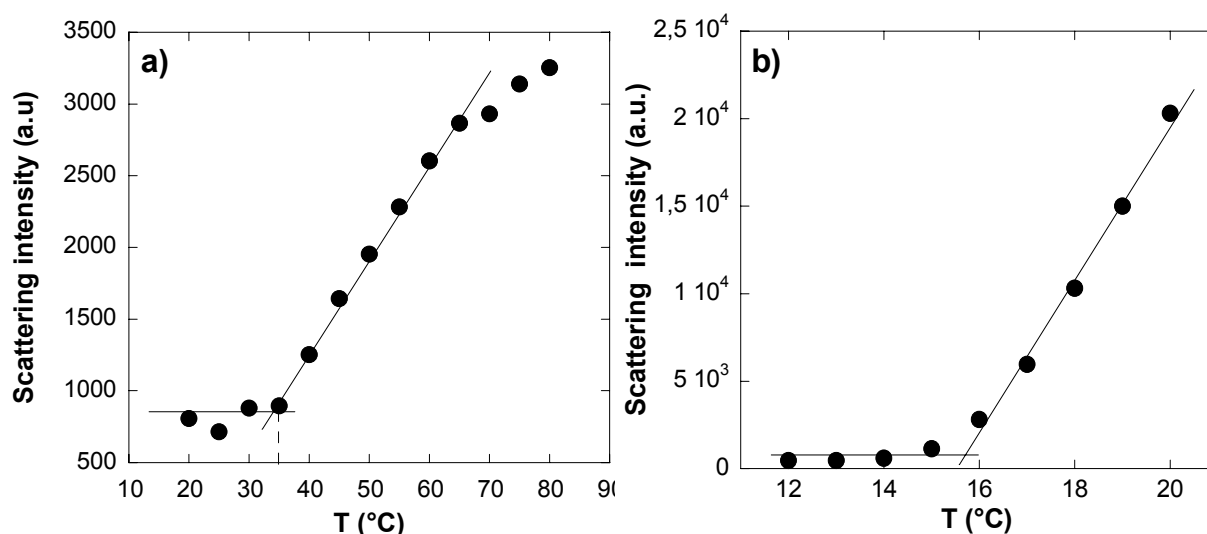 a)
3500
3000
2500
2000
1500
1000
500
Scattering intensity (a.u)
10 20 30 40 50 60 70 80 90
T (°C)
b)
2,5 10⁴
2 10⁴
1,5 10⁴
1 10⁴
5 10³
0
Scattering intensity (a.u.)
12 14 16 18 20
T (°C)